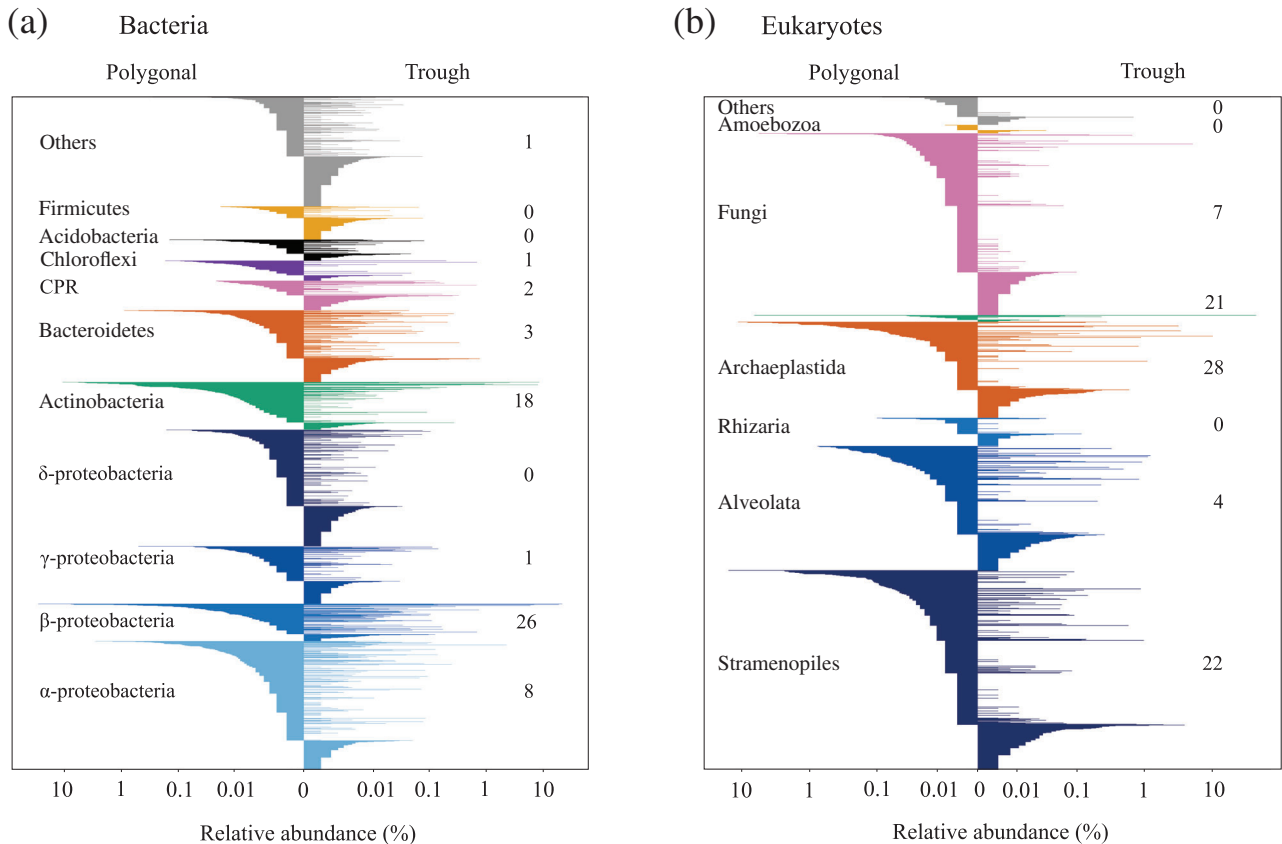 (a) Bacteria
Polygonal Trough
Others 1
Firmicutes 0
Acidobacteria 0
Chloroflexi 1
CPR 2
Bacteroidetes 3
Actinobacteria 18
δ-proteobacteria 0
γ-proteobacteria 1
β-proteobacteria 26
α-proteobacteria 8
10 1 0.1 0.01 0 0.01 0.1 1 10
Relative abundance (%)
(b) Eukaryotes
Polygonal Trough
Others 0
Amoebozoa 0
Fungi 7
21
Archaeplastida 28
Rhizaria 0
Alveolata 4
Stramenopiles 22
10 1 0.1 0.01 0 0.01 0.1 1 10
Relative abundance (%)